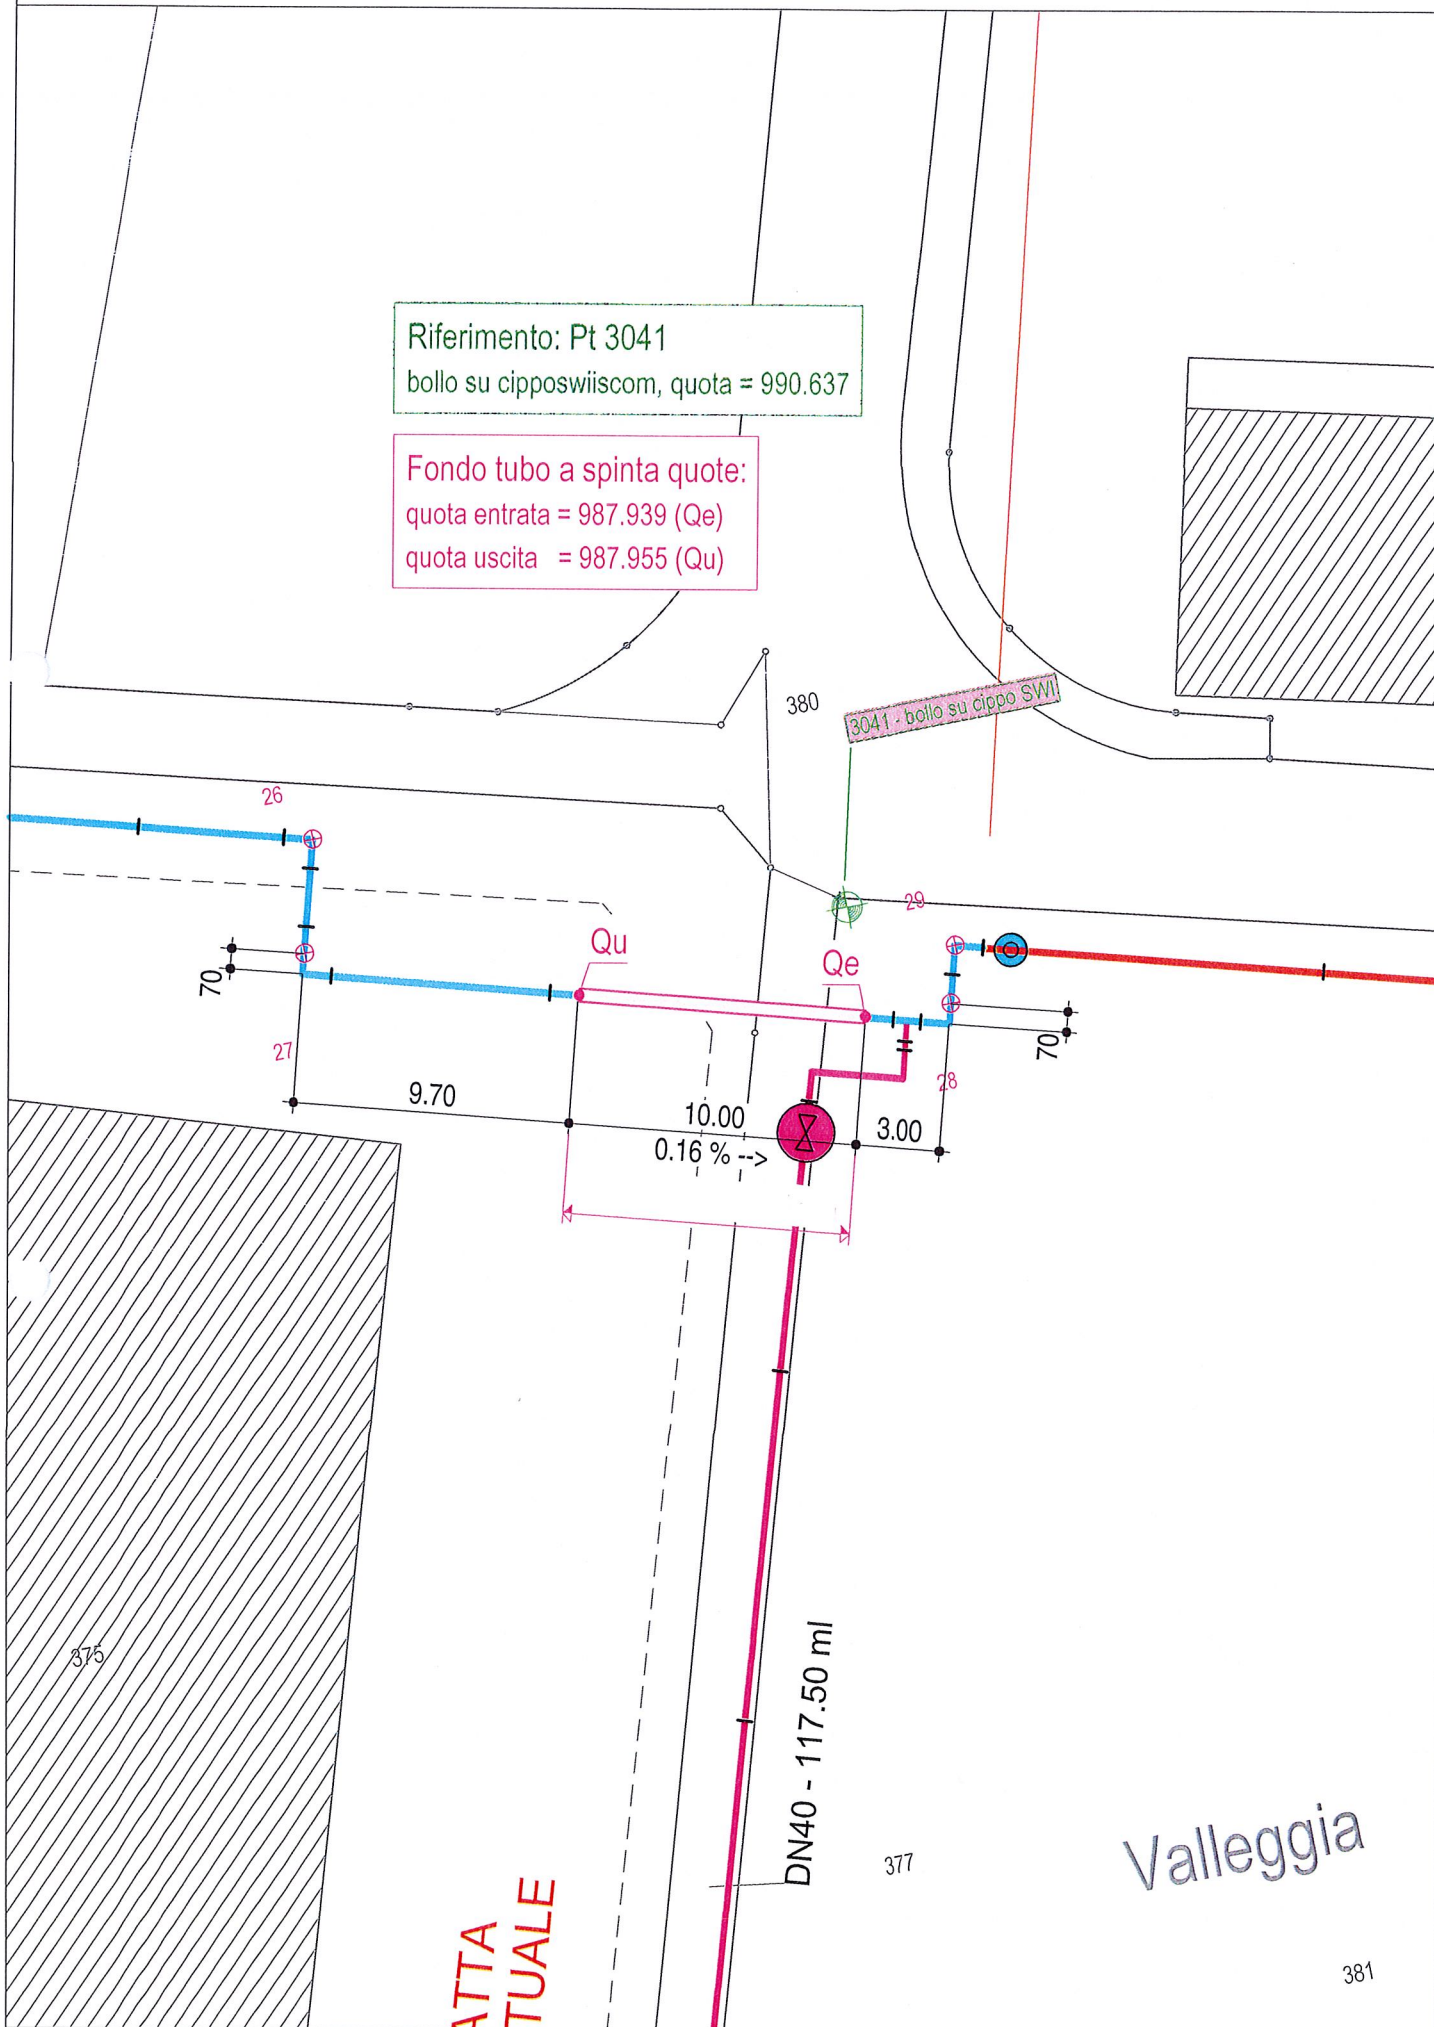 Riferimento: Pt 3041
bollo su cipposwiiscom, quota = 990.637
Fondo tubo a spinta quote:
quota entrata = 987.939 (Qe)
quota uscita = 987.955 (Qu)
380
3041 - bollo su cippo SWI
26
29
Qu
Qe
70
70
27
28
9.70
10.00
3.00
0.16 % -->
375
DN40 - 117.50 ml
377
Valleggia
381
ATTA
TUALE